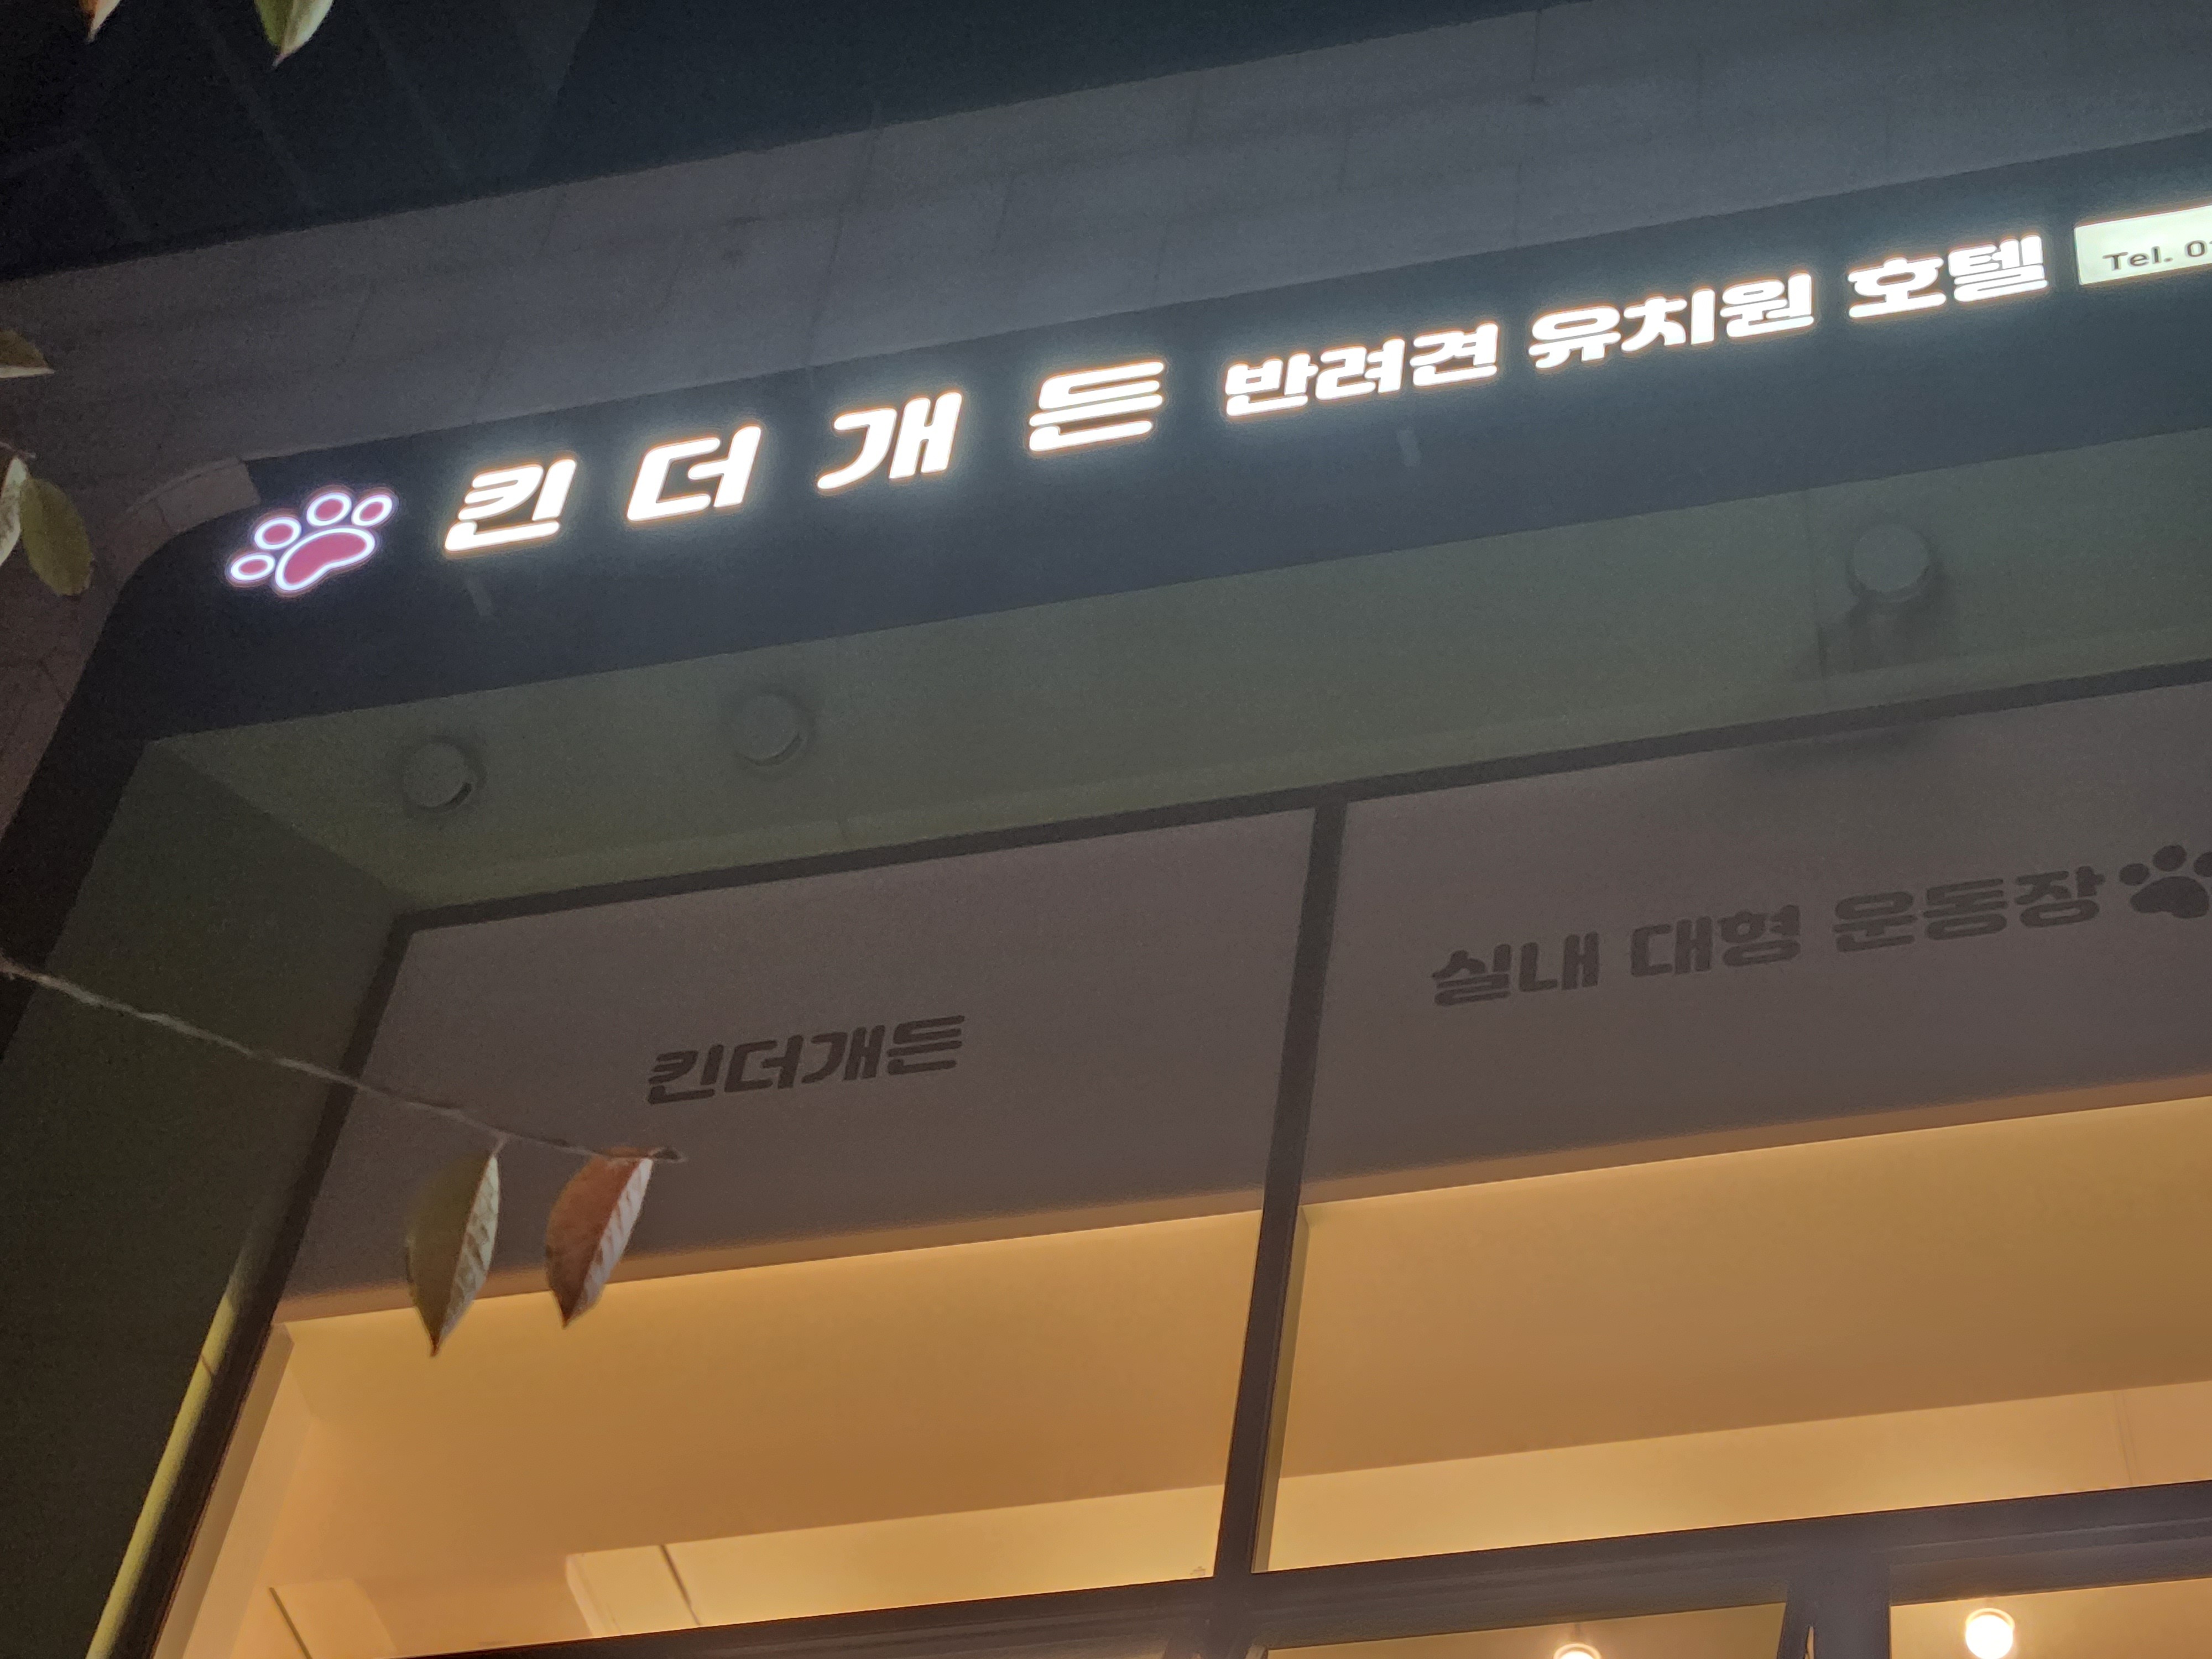 킨더개든 반려견 유치원 호텔 Tel. 0
킨더개든
실내 대형 운동장